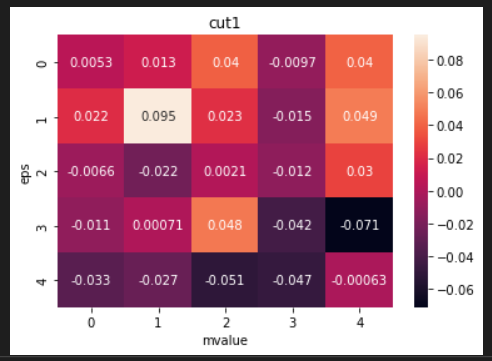 cut1
0 0.0053 0.013 0.04 -0.0097 0.04 0.08
0.06
1 0.022 0.095 0.023 -0.015 0.049 0.04
0.02
eps 2 -0.0066 -0.022 0.0021 -0.012 0.03 0.00
3 -0.011 0.00071 0.048 -0.042 -0.071 -0.02
-0.04
4 -0.033 -0.027 -0.051 -0.047 -0.00063 -0.06
0 1 2 3 4
mvalue